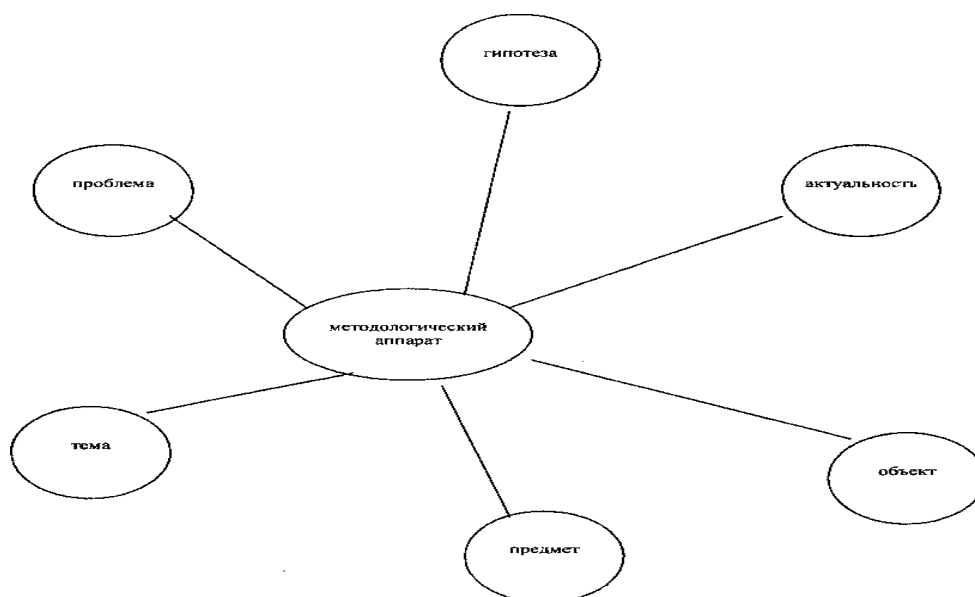 гипотеза
проблема
актуальность
методологический
аппарат
тема
объект
предмет